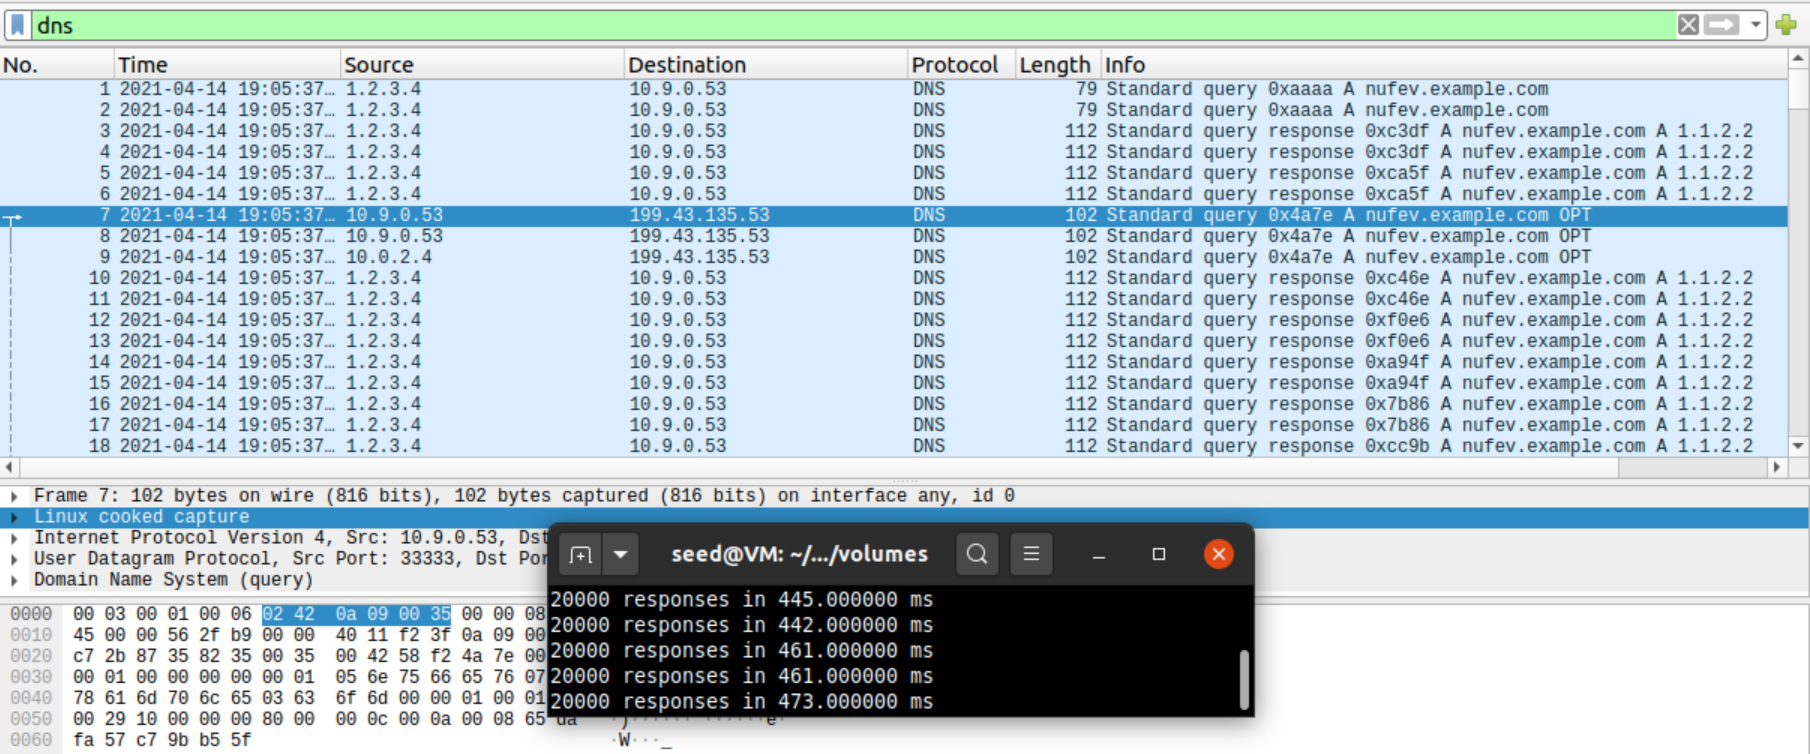 dns
No. Time Source Destination Protocol Length Info
1 2021-04-14 19:05:37… 1.2.3.4 10.9.0.53 DNS 79 Standard query 0xaaaa A nufev.example.com
2 2021-04-14 19:05:37… 1.2.3.4 10.9.0.53 DNS 79 Standard query 0xaaaa A nufev.example.com
3 2021-04-14 19:05:37… 1.2.3.4 10.9.0.53 DNS 112 Standard query response 0xc3df A nufev.example.com A 1.1.2.2
4 2021-04-14 19:05:37… 1.2.3.4 10.9.0.53 DNS 112 Standard query response 0xc3df A nufev.example.com A 1.1.2.2
5 2021-04-14 19:05:37… 1.2.3.4 10.9.0.53 DNS 112 Standard query response 0xca5f A nufev.example.com A 1.1.2.2
6 2021-04-14 19:05:37… 1.2.3.4 10.9.0.53 DNS 112 Standard query response 0xca5f A nufev.example.com A 1.1.2.2
7 2021-04-14 19:05:37… 10.9.0.53 199.43.135.53 DNS 102 Standard query 0x4a7e A nufev.example.com OPT
8 2021-04-14 19:05:37… 10.9.0.53 199.43.135.53 DNS 102 Standard query 0x4a7e A nufev.example.com OPT
9 2021-04-14 19:05:37… 10.0.2.4 199.43.135.53 DNS 102 Standard query 0x4a7e A nufev.example.com OPT
10 2021-04-14 19:05:37… 1.2.3.4 10.9.0.53 DNS 112 Standard query response 0xc46e A nufev.example.com A 1.1.2.2
11 2021-04-14 19:05:37… 1.2.3.4 10.9.0.53 DNS 112 Standard query response 0xc46e A nufev.example.com A 1.1.2.2
12 2021-04-14 19:05:37… 1.2.3.4 10.9.0.53 DNS 112 Standard query response 0xf0e6 A nufev.example.com A 1.1.2.2
13 2021-04-14 19:05:37… 1.2.3.4 10.9.0.53 DNS 112 Standard query response 0xf0e6 A nufev.example.com A 1.1.2.2
14 2021-04-14 19:05:37… 1.2.3.4 10.9.0.53 DNS 112 Standard query response 0xa94f A nufev.example.com A 1.1.2.2
15 2021-04-14 19:05:37… 1.2.3.4 10.9.0.53 DNS 112 Standard query response 0xa94f A nufev.example.com A 1.1.2.2
16 2021-04-14 19:05:37… 1.2.3.4 10.9.0.53 DNS 112 Standard query response 0x7b86 A nufev.example.com A 1.1.2.2
17 2021-04-14 19:05:37… 1.2.3.4 10.9.0.53 DNS 112 Standard query response 0x7b86 A nufev.example.com A 1.1.2.2
18 2021-04-14 19:05:37… 1.2.3.4 10.9.0.53 DNS 112 Standard query response 0xcc9b A nufev.example.com A 1.1.2.2
Frame 7: 102 bytes on wire (816 bits), 102 bytes captured (816 bits) on interface any, id 0
Linux cooked capture
Internet Protocol Version 4, Src: 10.9.0.53, Dst
User Datagram Protocol, Src Port: 33333, Dst Por
Domain Name System (query)
0000 00 03 00 01 00 06 02 42 0a 09 00 35 00 00 08
0010 45 00 00 56 2f b9 00 00 40 11 f2 3f 0a 09 00
0020 c7 2b 87 35 82 35 00 35 00 42 58 f2 4a 7e 00
0030 00 01 00 00 00 00 00 01 05 6e 75 66 65 76 07
0040 78 61 6d 70 6c 65 03 63 6f 6d 00 00 01 00 01
0050 00 29 10 00 00 00 80 00 00 0c 00 0a 00 08 65 da
0060 fa 57 c7 9b b5 5f ·W···_
seed@VM: ~/.../volumes
20000 responses in 445.000000 ms
20000 responses in 442.000000 ms
20000 responses in 461.000000 ms
20000 responses in 461.000000 ms
20000 responses in 473.000000 ms